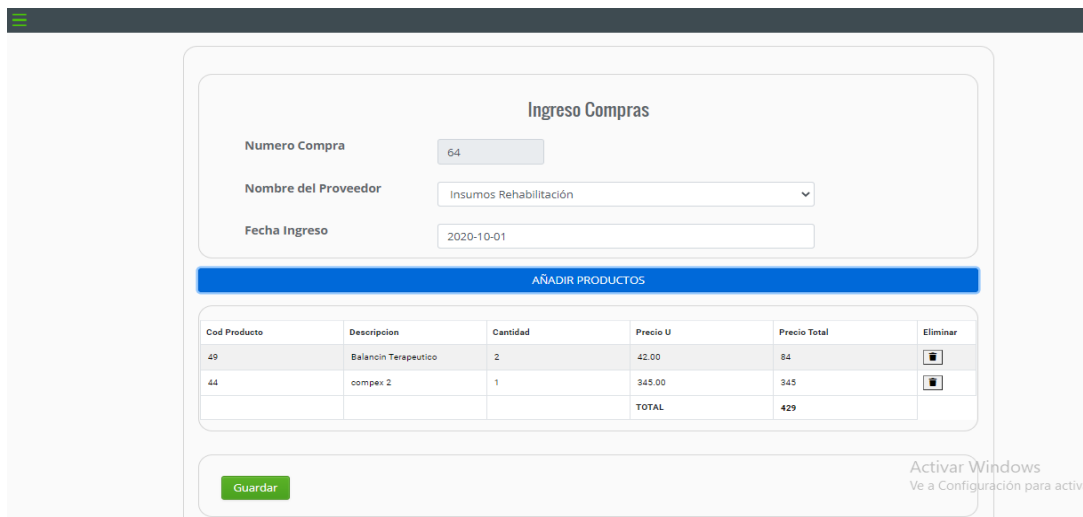 Ingreso Compras
Numero Compra 64
Nombre del Proveedor Insumos Rehabilitación
Fecha Ingreso 2020-10-01
AÑADIR PRODUCTOS
Cod Producto Descripcion Cantidad Precio U Precio Total Eliminar
49 Balancin Terapeutico 2 42.00 84
44 compex 2 1 345.00 345
TOTAL 429
Guardar
Activar Windows
Ve a Configuración para activ